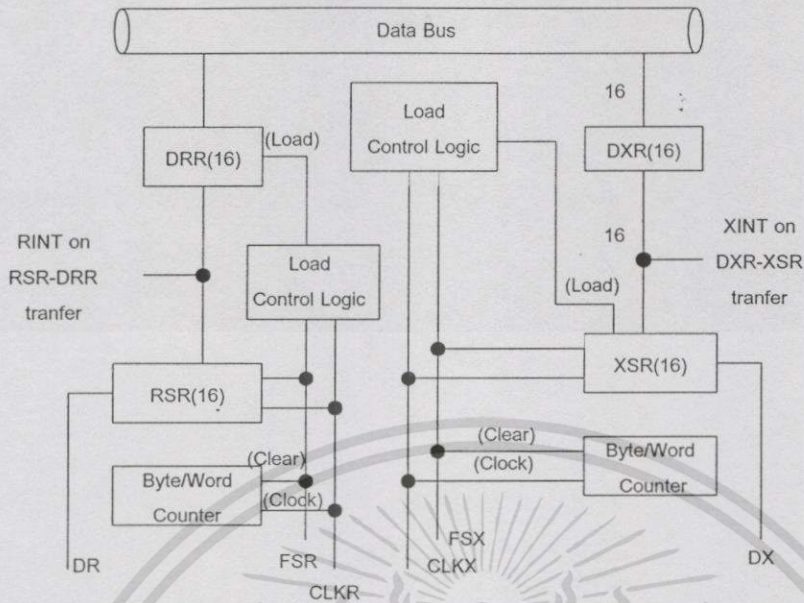 Data Bus
Load
Control Logic
16
DRR(16)
(Load)
DXR(16)
RINT on
RSR-DRR
tranfer
Load
Control Logic
16
XINT on
DXR-XSR
tranfer
(Load)
RSR(16)
XSR(16)
(Clear)
(Clock)
Byte/Word
Counter
(Clear)
(Clock)
Byte/Word
Counter
DR
FSR
CLKR
FSX
CLKX
DX